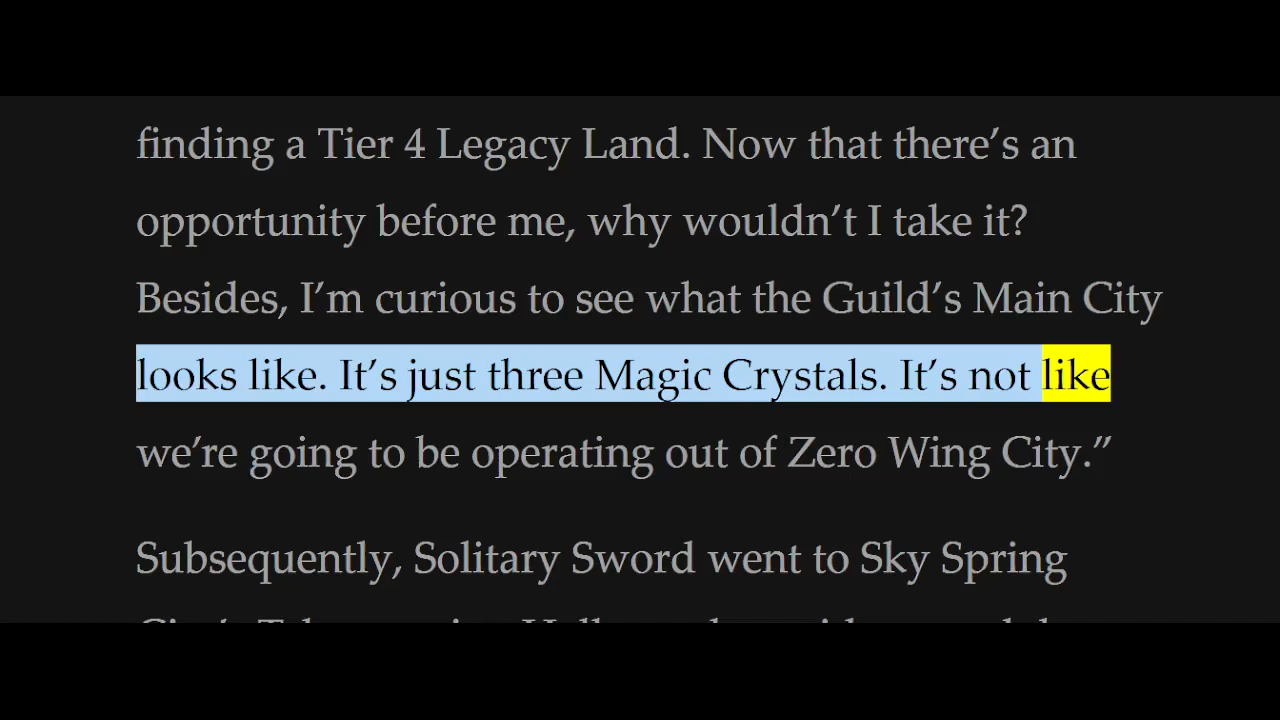 finding a Tier 4 Legacy Land. Now that there’s an
opportunity before me, why wouldn’t I take it?
Besides, I’m curious to see what the Guild’s Main City
looks like. It’s just three Magic Crystals. It’s not like
we’re going to be operating out of Zero Wing City.”
Subsequently, Solitary Sword went to Sky Spring